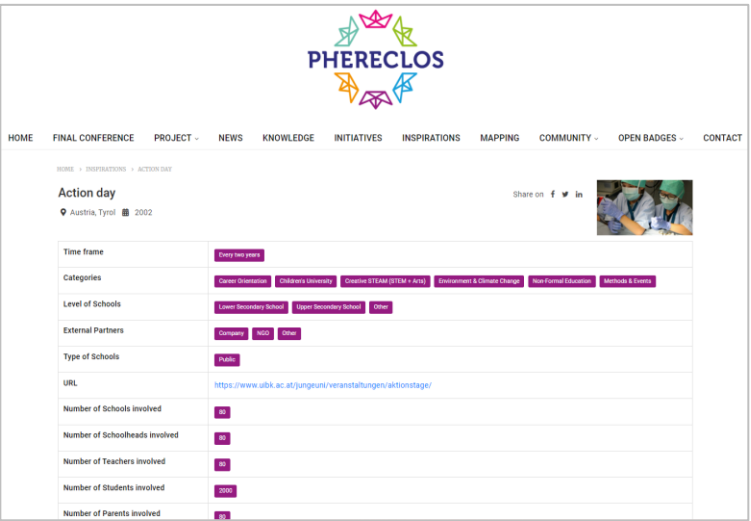 PHERECLOS
HOME FINAL CONFERENCE PROJECT NEWS KNOWLEDGE INITIATIVES INSPIRATIONS MAPPING COMMUNITY OPEN BADGES CONTACT
HOME › INSPIRATIONS › ACTION DAY
Action day
Share on
Austria, Tyrol 2002
Time frame Every two years
Categories Career Orientation Children's University Creative STEAM (STEM + Arts) Environment & Climate Change Non-Formal Education Methods & Events
Level of Schools Lower Secondary School Upper Secondary School Other
External Partners Company NGO Other
Type of Schools Public
URL https://www.uibk.ac.at/jungeuni/veranstaltungen/aktionstage/
Number of Schools involved 80
Number of Schoolheads involved 80
Number of Teachers involved 80
Number of Students involved 2000
Number of Parents involved 80